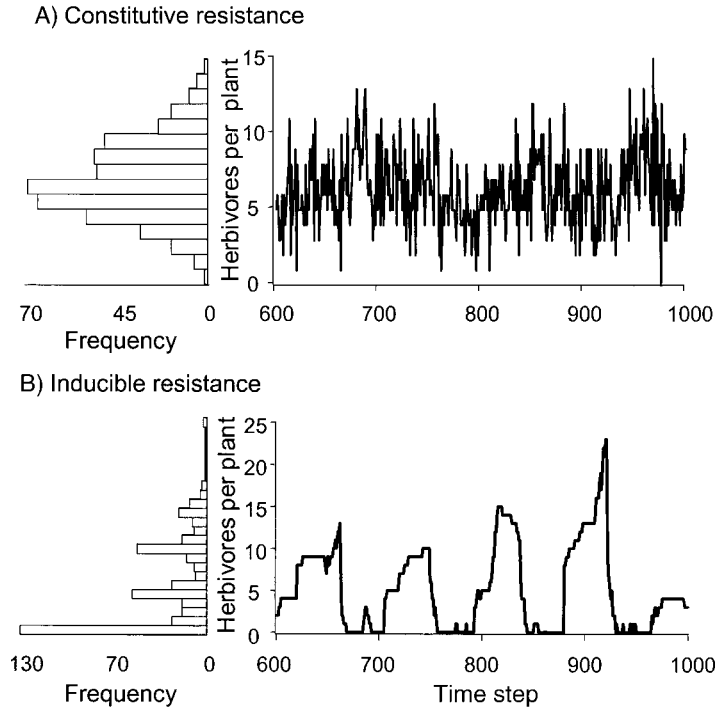 A) Constitutive resistance
Herbivores per plant
15
10
5
0
70 45 0
Frequency
600 700 800 900 1000
B) Inducible resistance
Herbivores per plant
25
20
15
10
5
0
130 70 0
Frequency
600 700 800 900 1000
Time step